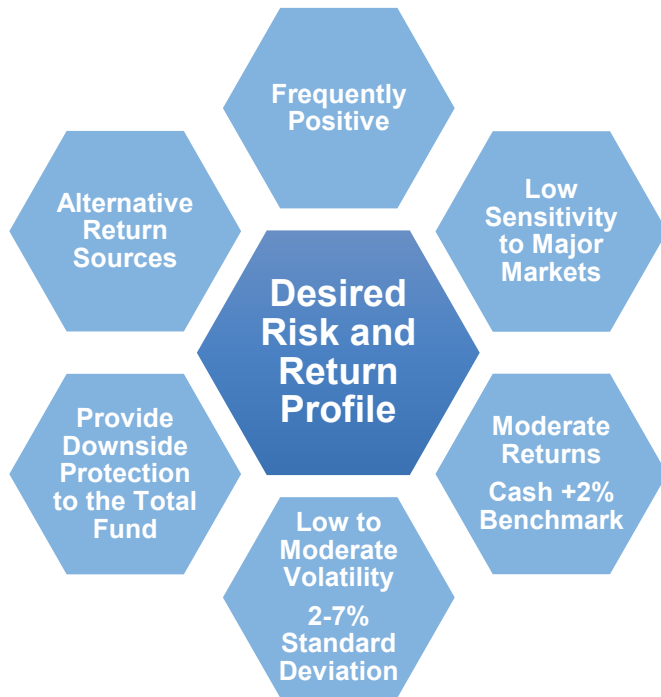 Frequently
Positive
Alternative
Return
Sources
Low
Sensitivity
to Major
Markets
Desired
Risk and
Return
Profile
Provide
Downside
Protection
to the Total
Fund
Moderate
Returns
Cash +2%
Benchmark
Low to
Moderate
Volatility
2-7%
Standard
Deviation